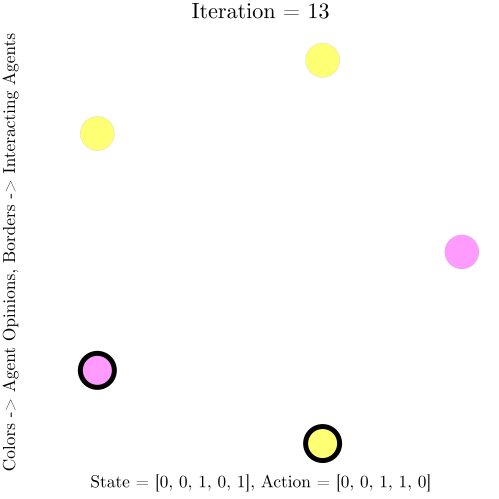 Iteration = 13
Colors -> Agent Opinions, Borders -> Interacting Agents
State = [0, 0, 1, 0, 1], Action = [0, 0, 1, 1, 0]